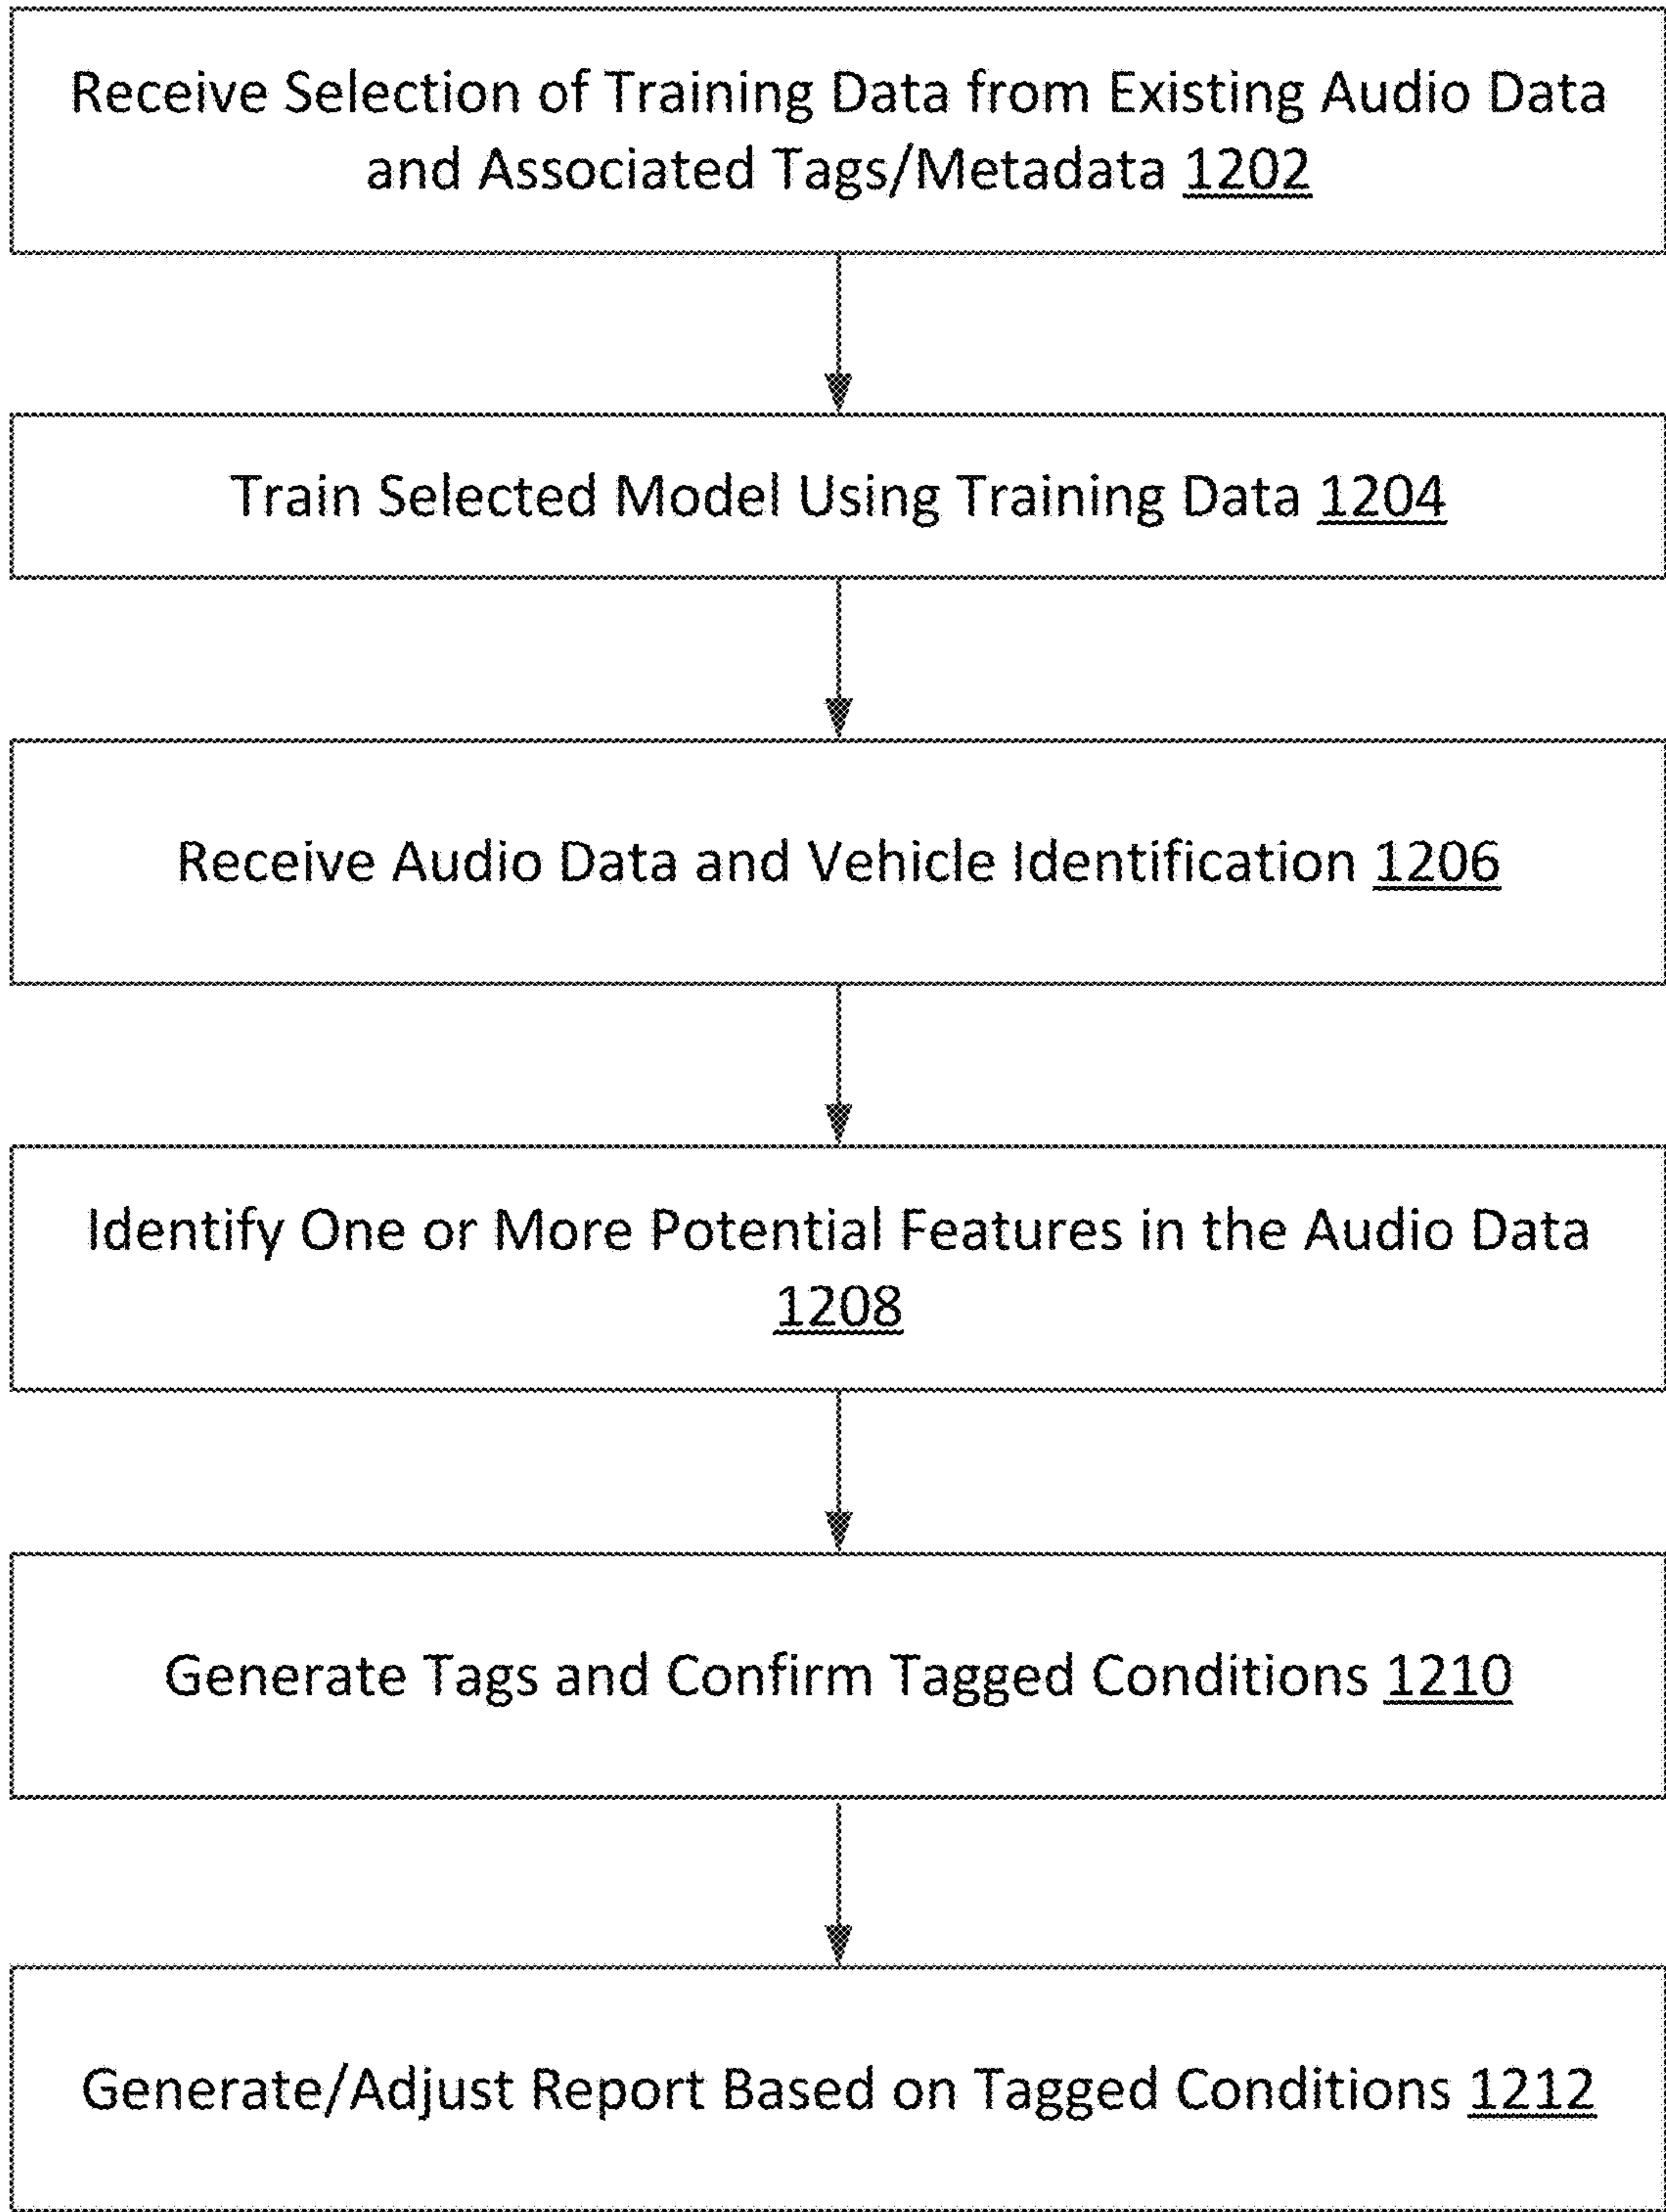 Receive Selection of Training Data from Existing Audio Data
and Associated Tags/Metadata 1202
Train Selected Model Using Training Data 1204
Receive Audio Data and Vehicle Identification 1206
Identify One or More Potential Features in the Audio Data
1208
Generate Tags and Confirm Tagged Conditions 1210
Generate/Adjust Report Based on Tagged Conditions 1212